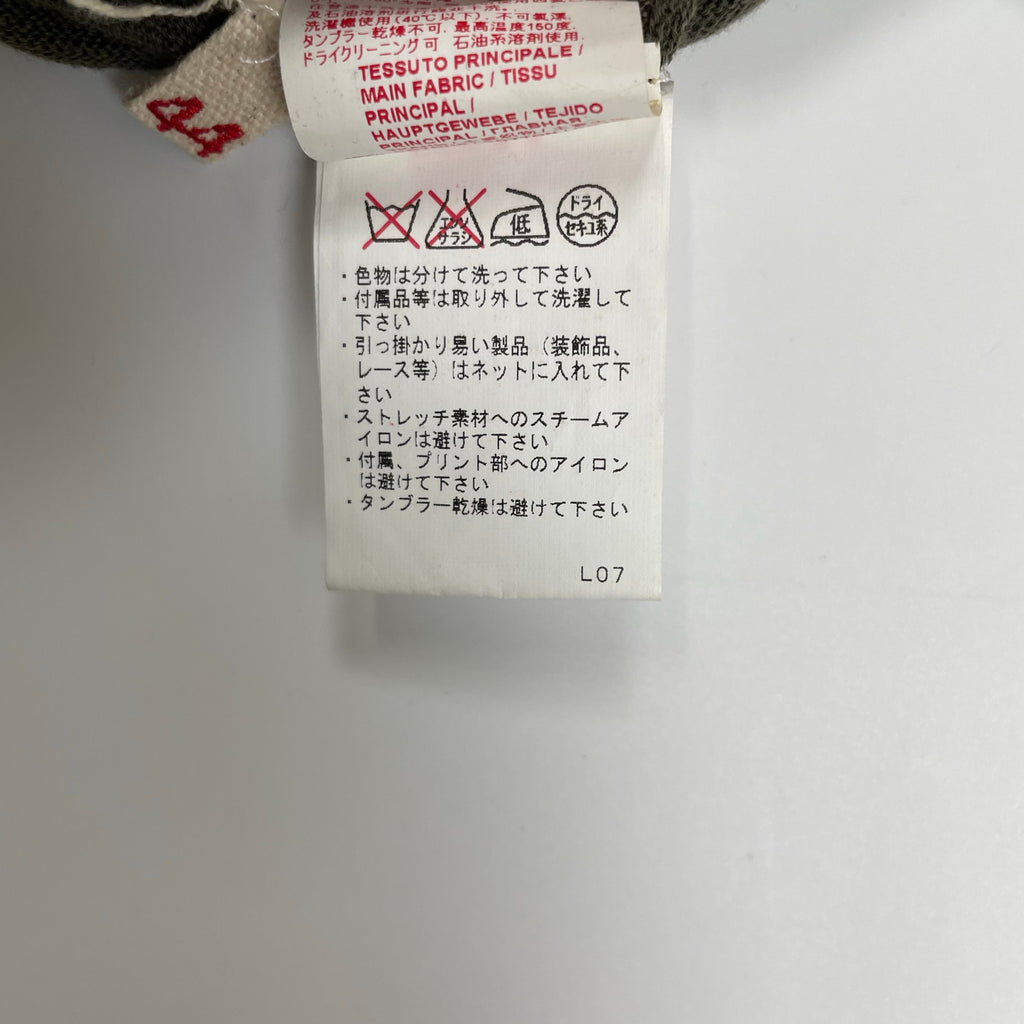 44
洗濯機使用(40℃以下). 不可氯漂.
タンブラー乾燥不可. 最高温度150度.
ドライクリーニング可 石油系溶剤使用.
TESSUTO PRINCIPALE /
MAIN FABRIC / TISSU
PRINCIPAL /
HAUPTGEWEBE / TEJIDO
PRINCIPAL / ГЛАВНАЯ
エンソ
サラシ
低
ドライ
セキユ系
・色物は分けて洗って下さい
・付属品等は取り外して洗濯して
下さい
・引っ掛かり易い製品（装飾品、
レース等）はネットに入れて下
さい
・ストレッチ素材へのスチームア
イロンは避けて下さい
・付属、プリント部へのアイロン
は避けて下さい
・タンブラー乾燥は避けて下さい
L07